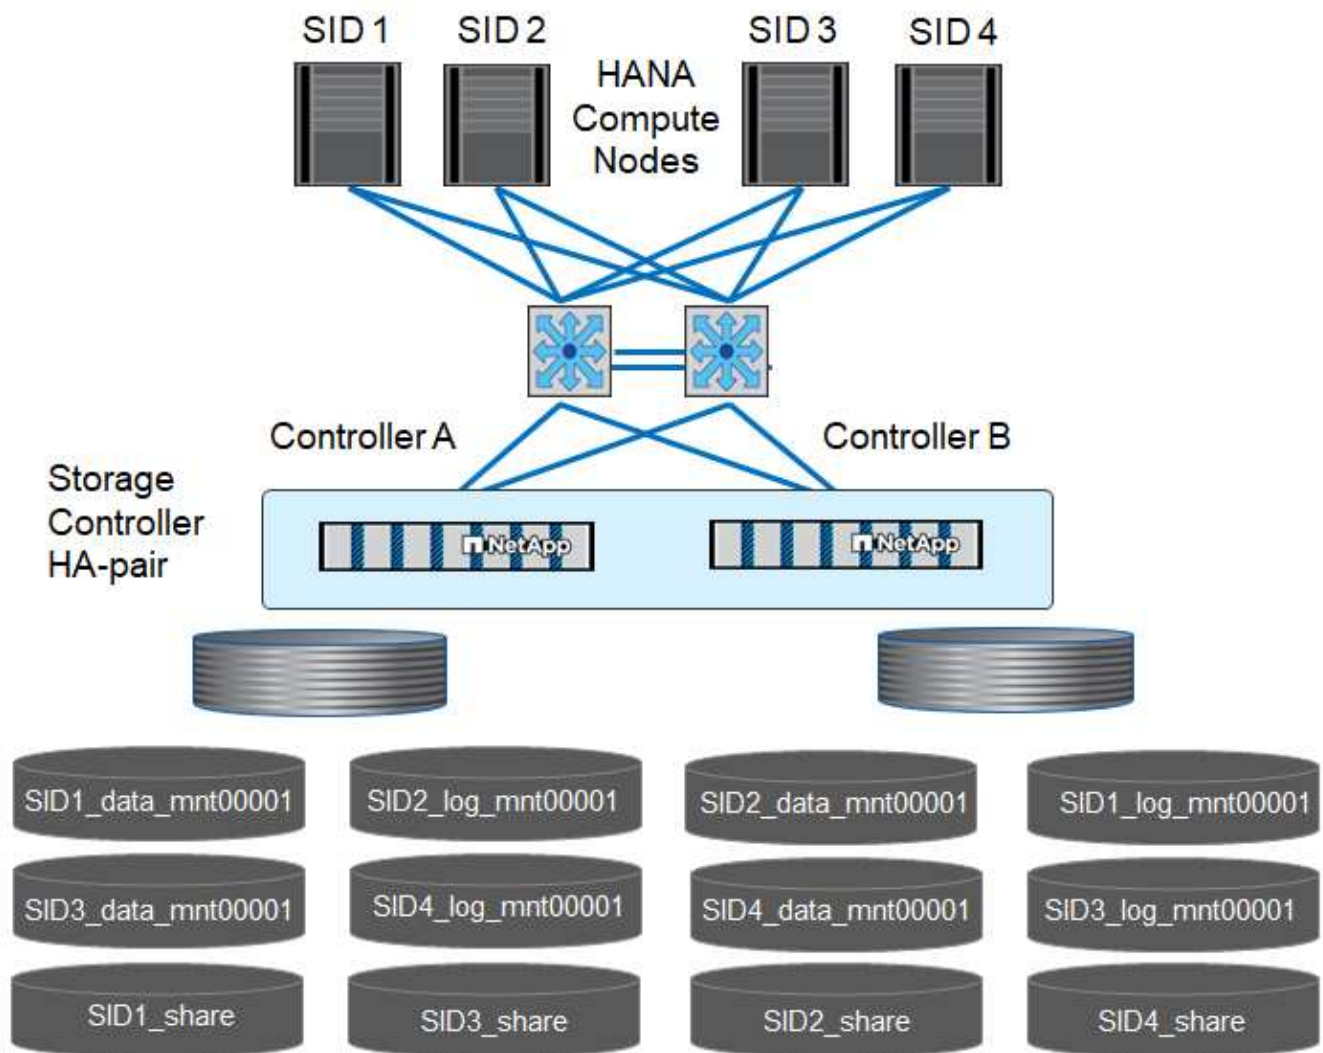 SID 1
SID 2
SID 3
SID 4
HANA
Compute
Nodes
Controller A
Controller B
Storage
Controller
HA-pair
NetApp
NetApp
SID1_data_mnt00001
SID2_log_mnt00001
SID2_data_mnt00001
SID1_log_mnt00001
SID3_data_mnt00001
SID4_log_mnt00001
SID4_data_mnt00001
SID3_log_mnt00001
SID1_share
SID3_share
SID2_share
SID4_share